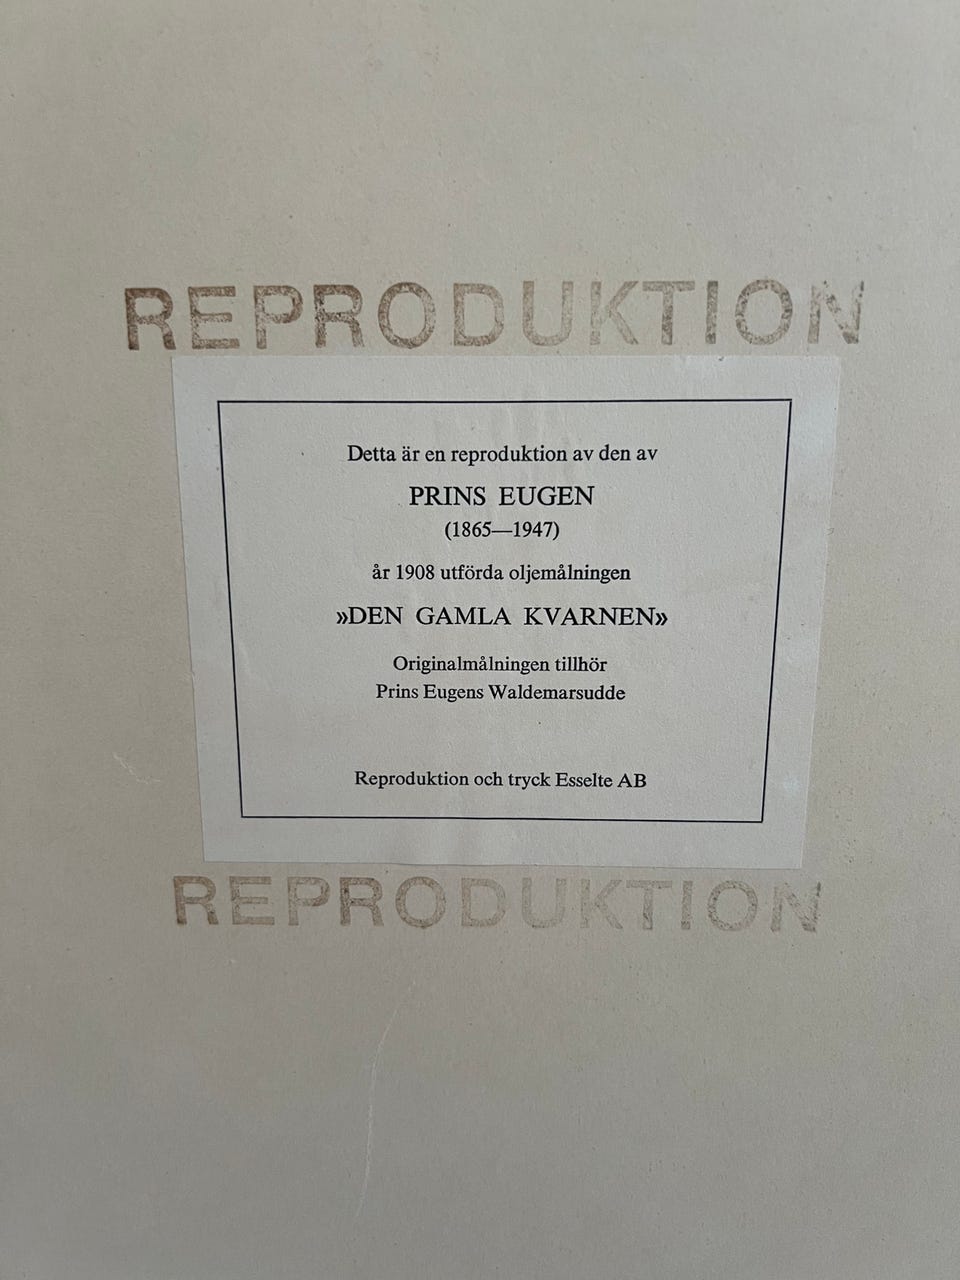 REPRODUKTION
Detta är en reproduktion av den av
PRINS EUGEN
(1865—1947)
år 1908 utförda oljemålningen
»DEN GAMLA KVARNEN»
Originalmålningen tillhör
Prins Eugens Waldemarsudde
Reproduktion och tryck Esselte AB
REPRODUKTION